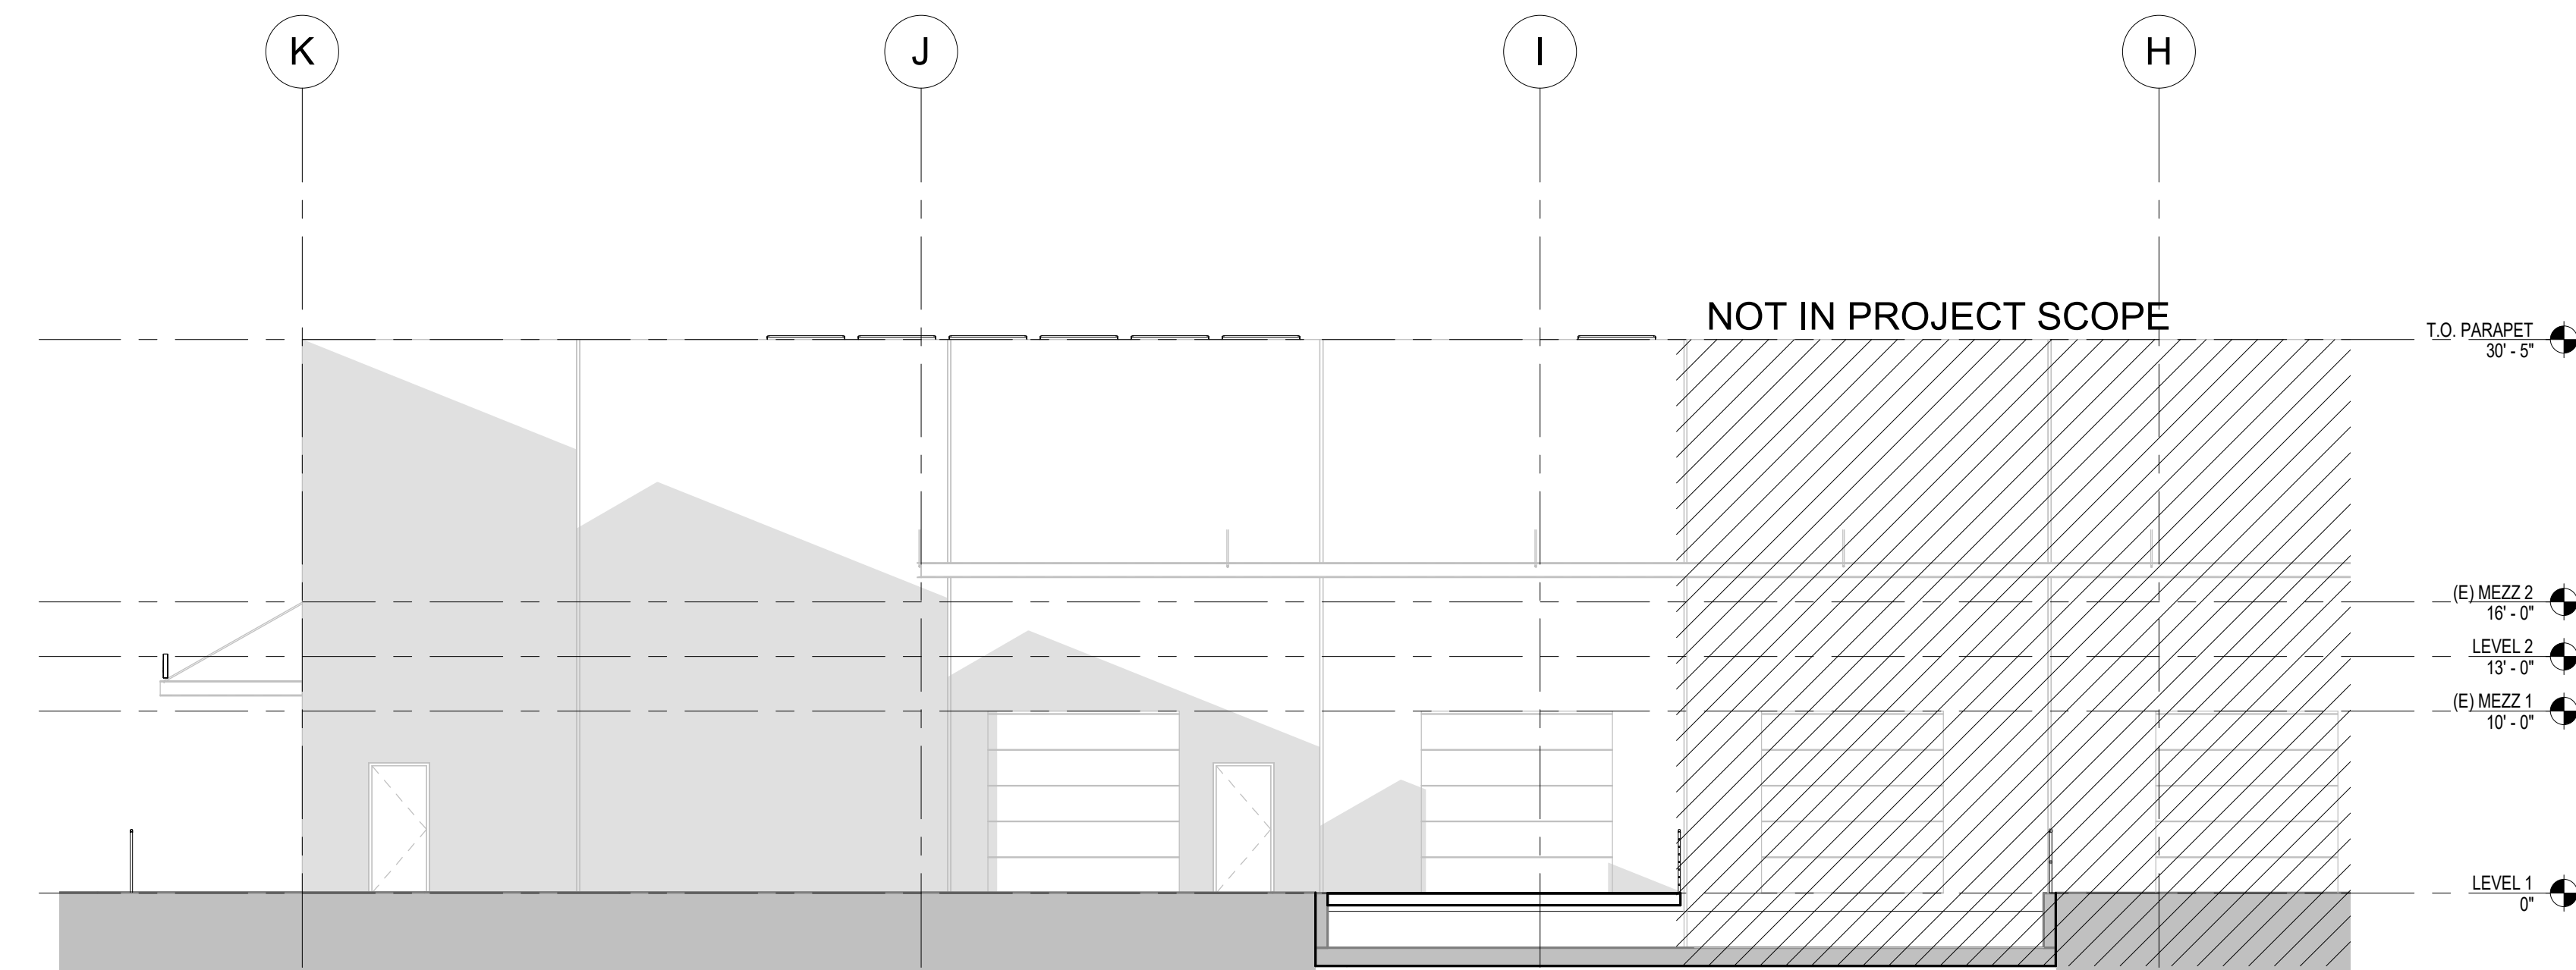 K
J
I
H
NOT IN PROJECT SCOPE
T.O. PARAPET
30' - 5"
(E) MEZZ 2
16' - 0"
LEVEL 2
13' - 0"
(E) MEZZ 1
10' - 0"
LEVEL 1
0"